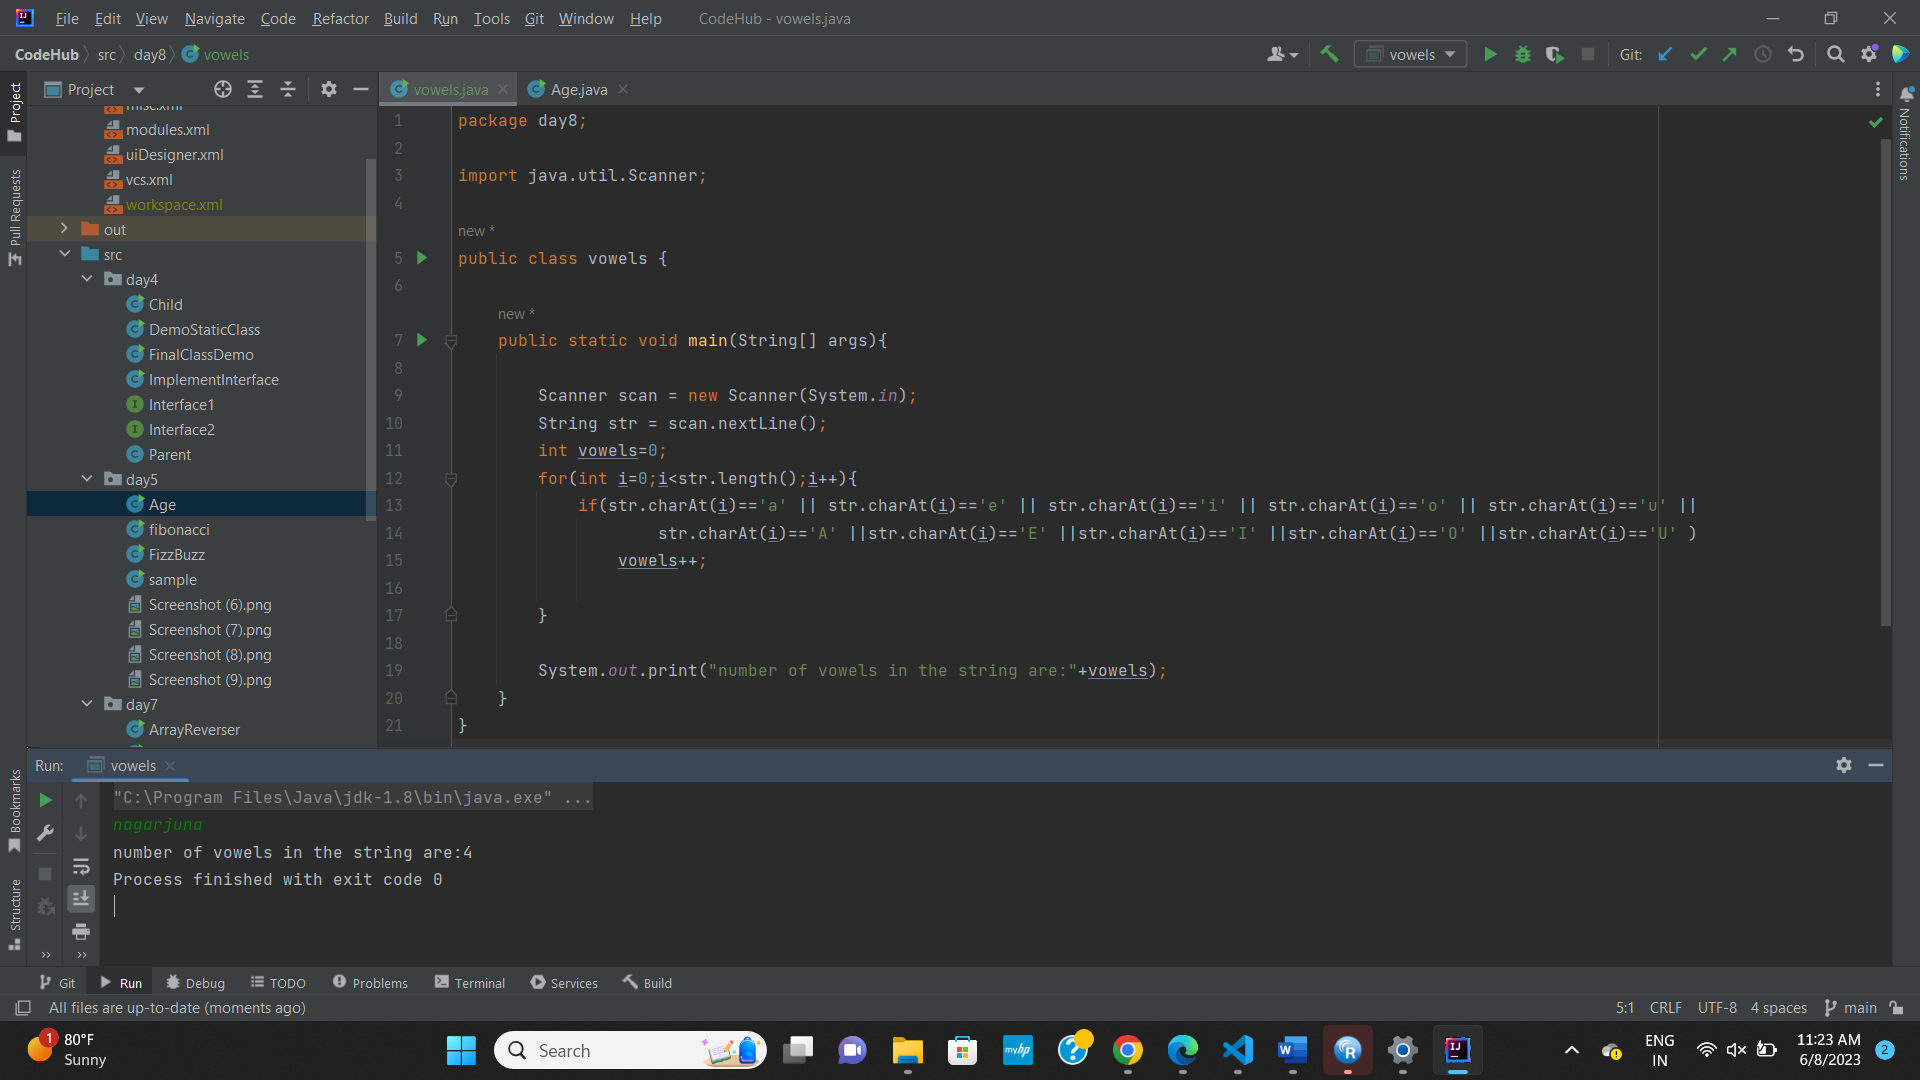 File Edit View Navigate Code Refactor Build Run Tools Git Window Help CodeHub - vowels.java
CodeHub src day8 vowels
vowels Git:
Project
Pull Requests
Bookmarks
Structure
Project
modules.xml
uiDesigner.xml
vcs.xml
workspace.xml
out
src
day4
Child
DemoStaticClass
FinalClassDemo
ImplementInterface
Interface1
Interface2
Parent
day5
Age
fibonacci
FizzBuzz
sample
Screenshot (6).png
Screenshot (7).png
Screenshot (8).png
Screenshot (9).png
day7
ArrayReverser
vowels.java Age.java
Notifications
1 package day8;
2
3 import java.util.Scanner;
4
new *
5 public class vowels {
6
new *
7 public static void main(String[] args){
8
9 Scanner scan = new Scanner(System.in);
10 String str = scan.nextLine();
11 int vowels=0;
12 for(int i=0;i<str.length();i++){
13 if(str.charAt(i)=='a' || str.charAt(i)=='e' || str.charAt(i)=='i' || str.charAt(i)=='o' || str.charAt(i)=='u' ||
14 str.charAt(i)=='A' ||str.charAt(i)=='E' ||str.charAt(i)=='I' ||str.charAt(i)=='O' ||str.charAt(i)=='U' )
15 vowels++;
16
17 }
18
19 System.out.print("number of vowels in the string are:"+vowels);
20 }
21 }
Run: vowels
"C:\Program Files\Java\jdk-1.8\bin\java.exe" ...
nagarjuna
number of vowels in the string are:4
Process finished with exit code 0
Git Run Debug TODO Problems Terminal Services Build
All files are up-to-date (moments ago) 5:1 CRLF UTF-8 4 spaces main
1 80°F
Sunny
Search
myhp
ENG
IN
11:23 AM
6/8/2023
2